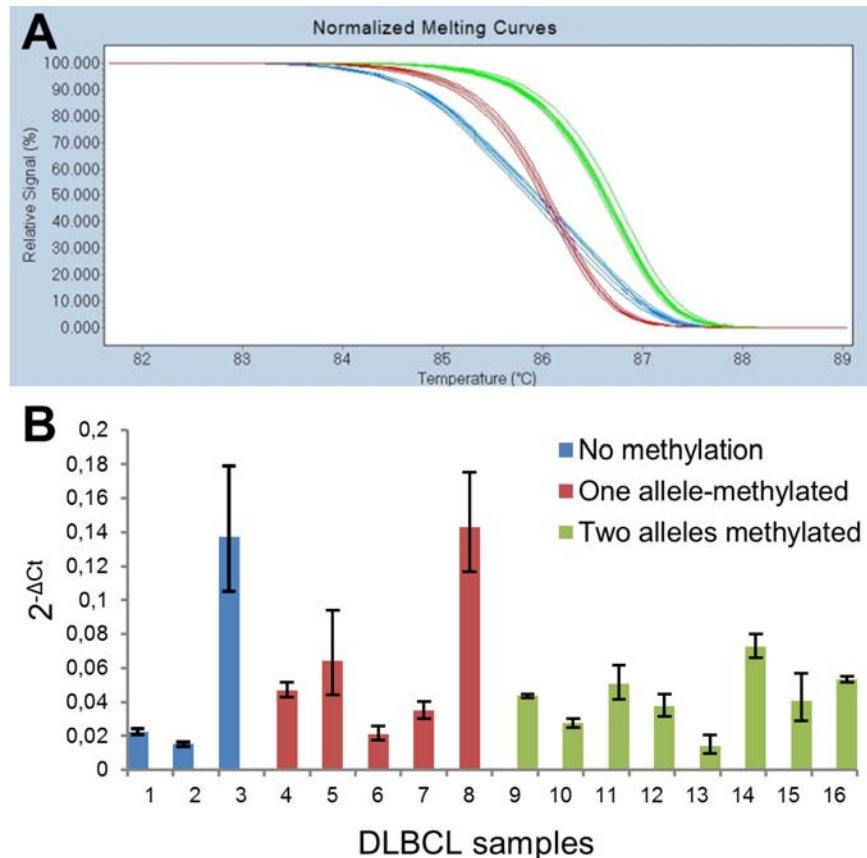 A
Normalized Melting Curves
Relative Signal (%)
100.000
90.000
80.000
70.000
60.000
50.000
40.000
30.000
20.000
10.000
0.000
82 83 84 85 86 87 88 89
Temperature (°C)
B
2^-ΔCt
0,2
0,18
0,16
0,14
0,12
0,1
0,08
0,06
0,04
0,02
0
No methylation
One allele-methylated
Two alleles methylated
1 2 3 4 5 6 7 8 9 10 11 12 13 14 15 16
DLBCL samples